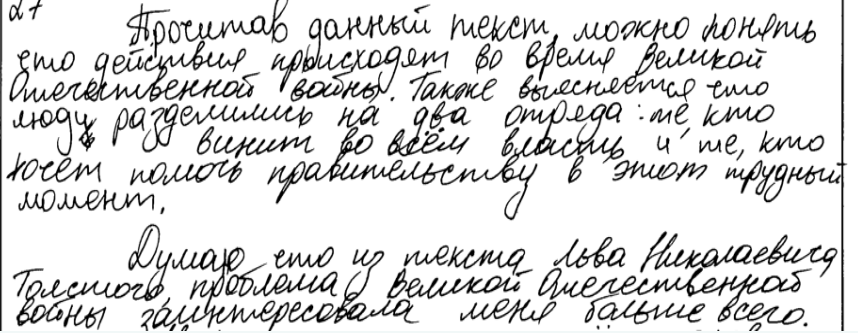 27
Прочитав данный текст, можно понять
что действия происходят во время Великой
Отечественной войны. Также выясняется что
люди разделились на два отряда: те, кто
винит во всём власть и те, кто
хочет помочь правительству в этот трудный
момент.
Думаю что из текста Льва Николаевича
Толстого, проблема Великой Отечественной
войны заинтересовала меня больше всего.